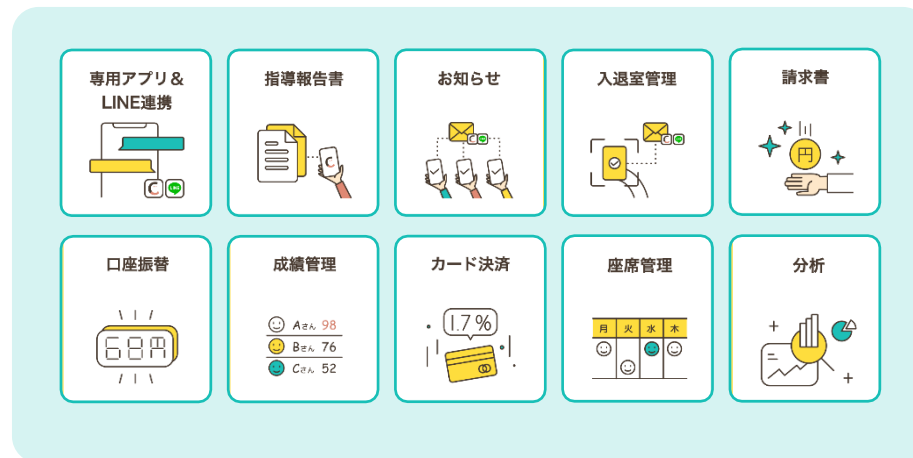 専用アプリ&
LINE連携
指導報告書
お知らせ
入退室管理
請求書
C
LINE
C
C
LINE
C
LINE
円
口座振替
成績管理
カード決済
座席管理
分析
68円
Aさん 98
Bさん 76
Cさん 52
1.7%
月 火 水 木